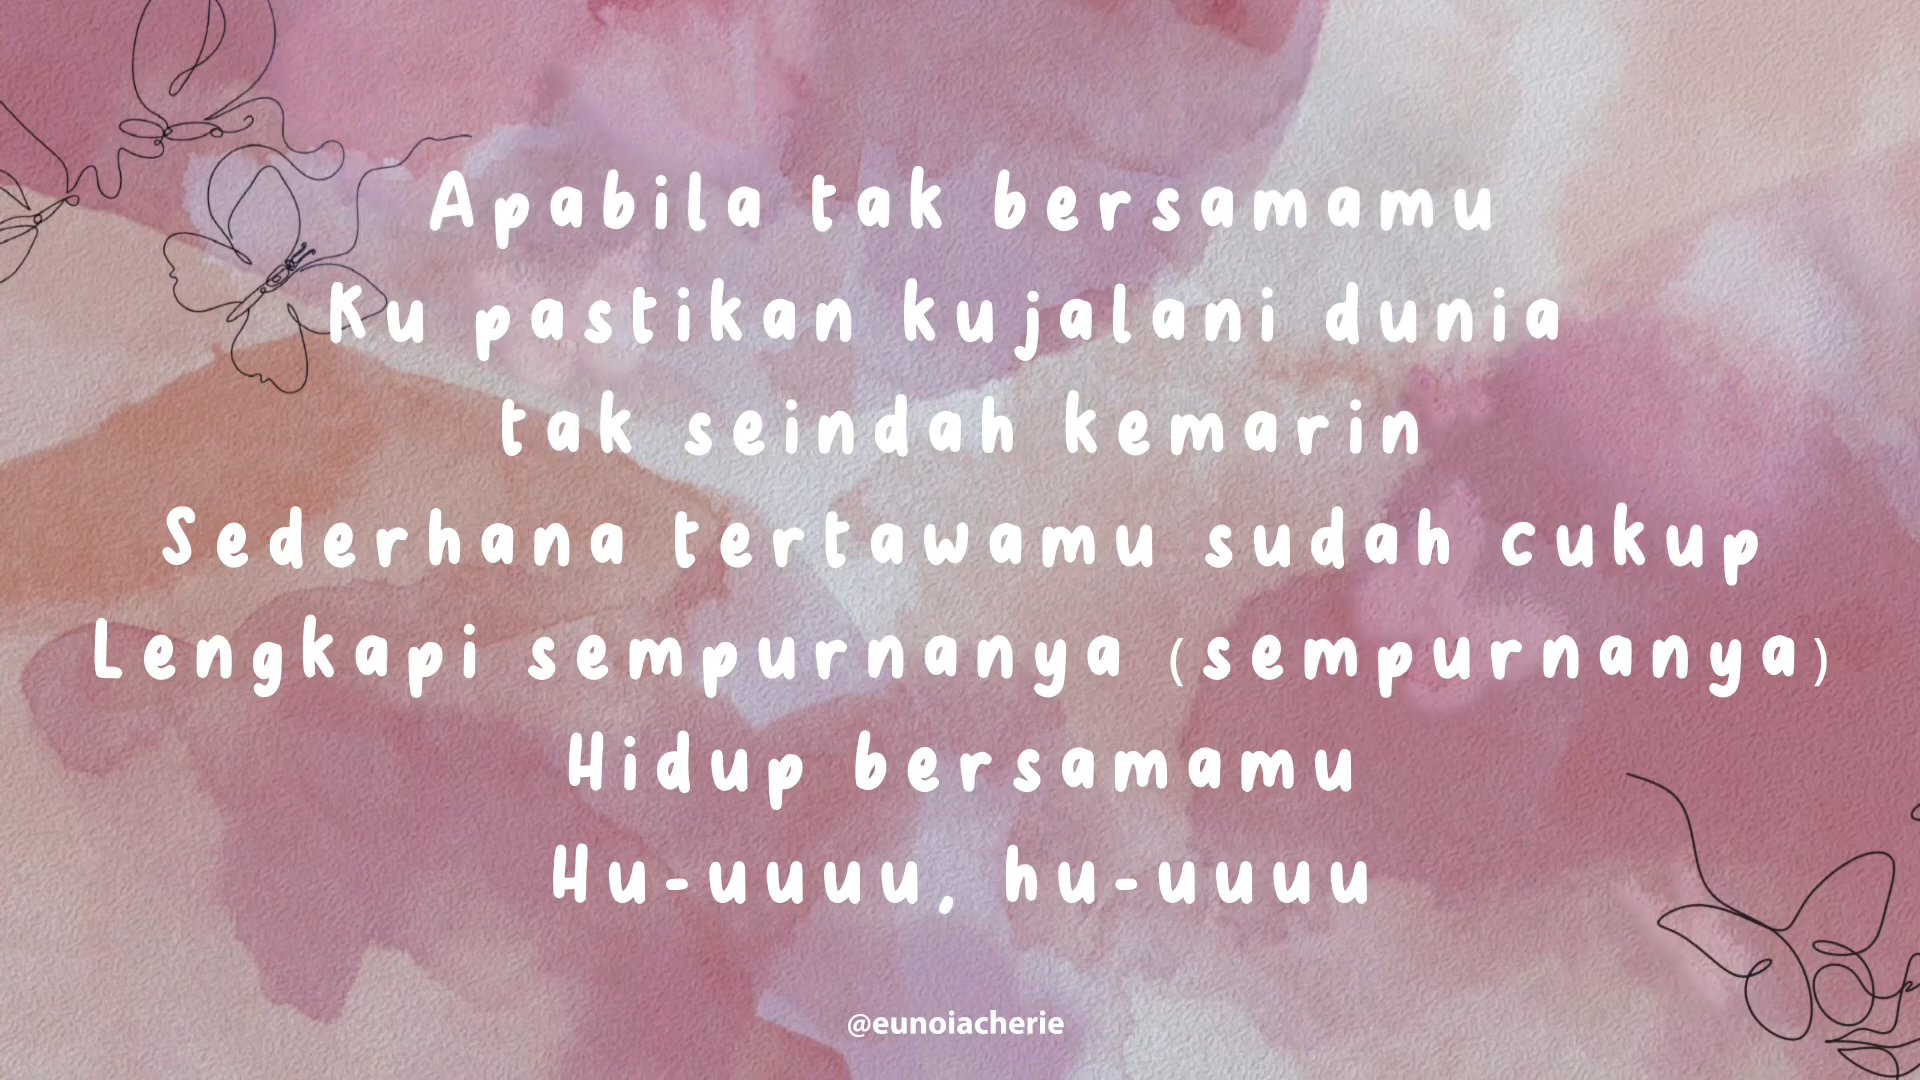 Apabila tak bersamamu
Ku pastikan kujalani dunia
tak seindah kemarin
Sederhana tertawamu sudah cukup
Lengkapi sempurnanya (sempurnanya)
Hidup bersamamu
Hu-uuuu, hu-uuuu
@eunoiacherie